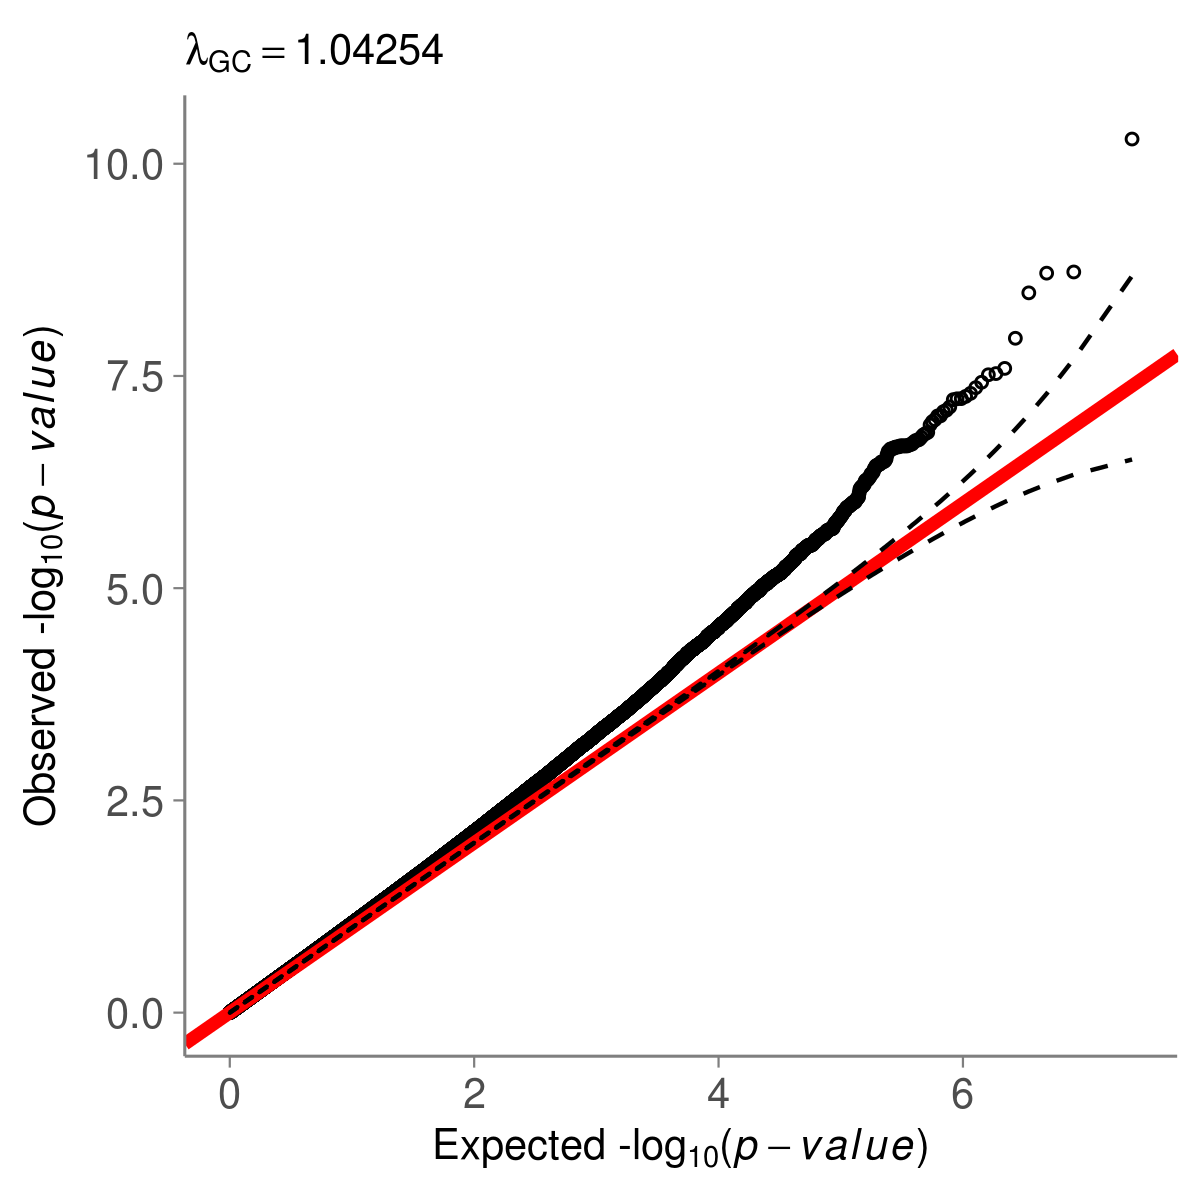 λGC = 1.04254
10.0
7.5
5.0
2.5
0.0
Observed -log10(p − value)
0 2 4 6
Expected -log10(p − value)